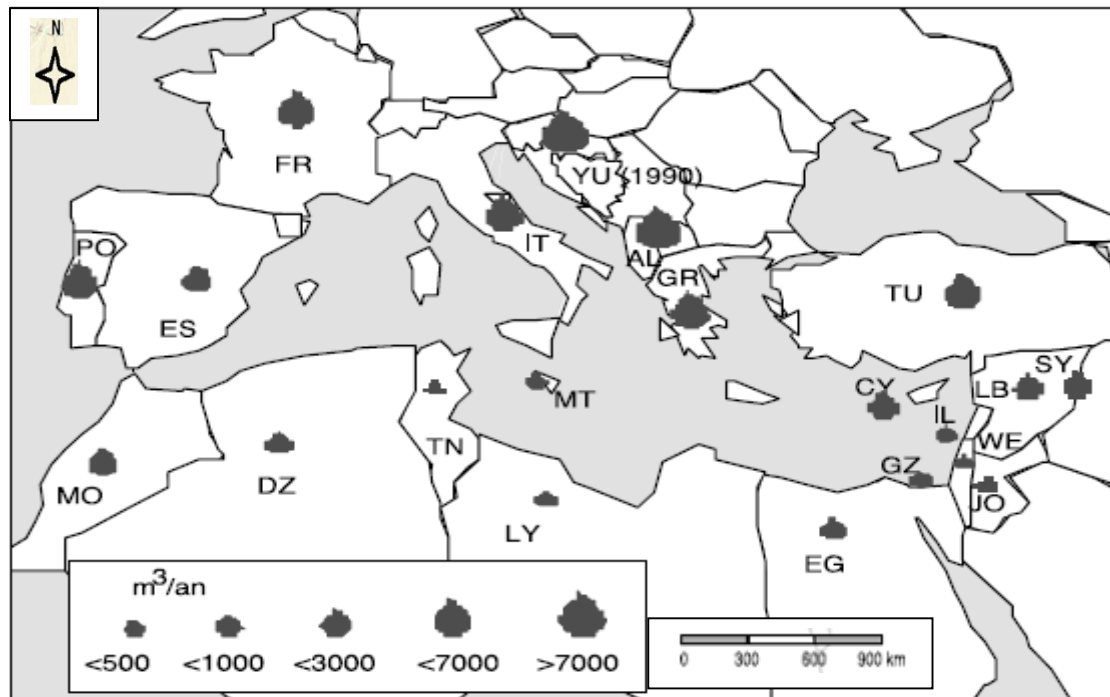 N
FR
YU (1990)
PO
IT
AL
GR
TU
ES
SY
CY
LB
MT
IL
WE
TN
GZ
MO
DZ
JO
LY
EG
m³/an
<500 <1000 <3000 <7000 >7000
0 300 600 900 km